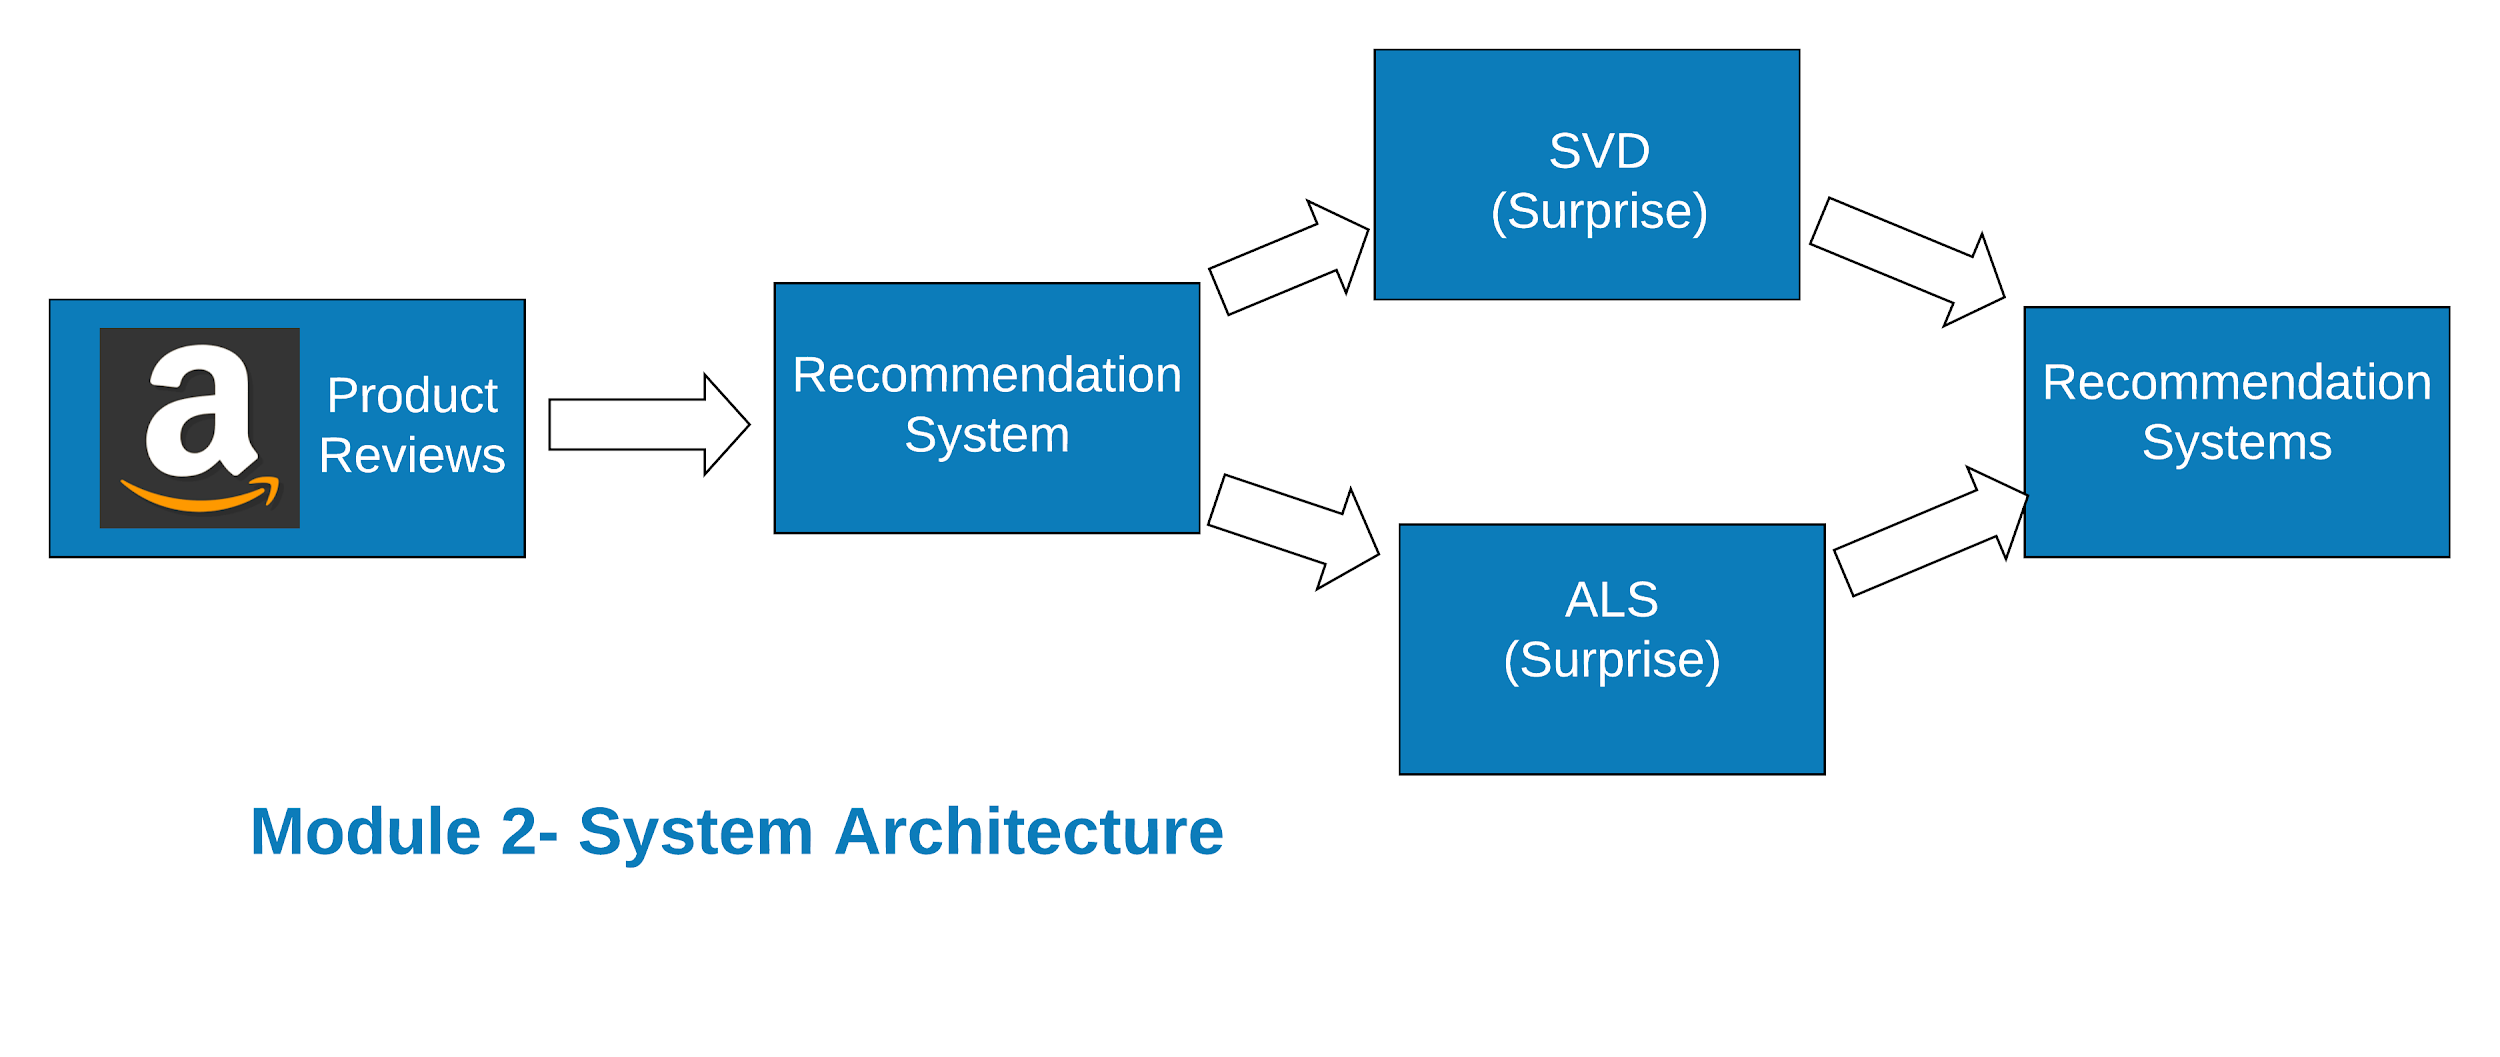 Product
Reviews
Recommendation
System
SVD
(Surprise)
ALS
(Surprise)
Recommendation
Systems
Module 2- System Architecture